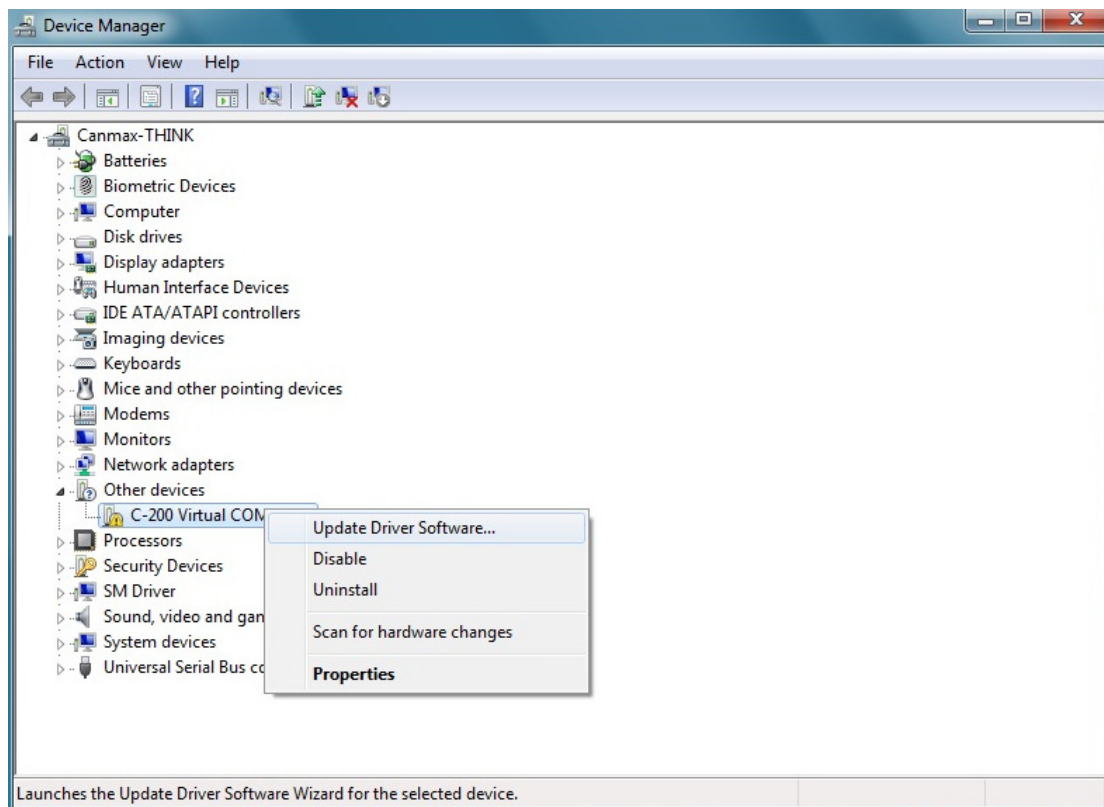 Device Manager
File Action View Help
Canmax-THINK
Batteries
Biometric Devices
Computer
Disk drives
Display adapters
Human Interface Devices
IDE ATA/ATAPI controllers
Imaging devices
Keyboards
Mice and other pointing devices
Modems
Monitors
Network adapters
Other devices
C-200 Virtual COM
Update Driver Software...
Disable
Uninstall
Scan for hardware changes
Properties
Processors
Security Devices
SM Driver
Sound, video and gam
System devices
Universal Serial Bus co
Launches the Update Driver Software Wizard for the selected device.